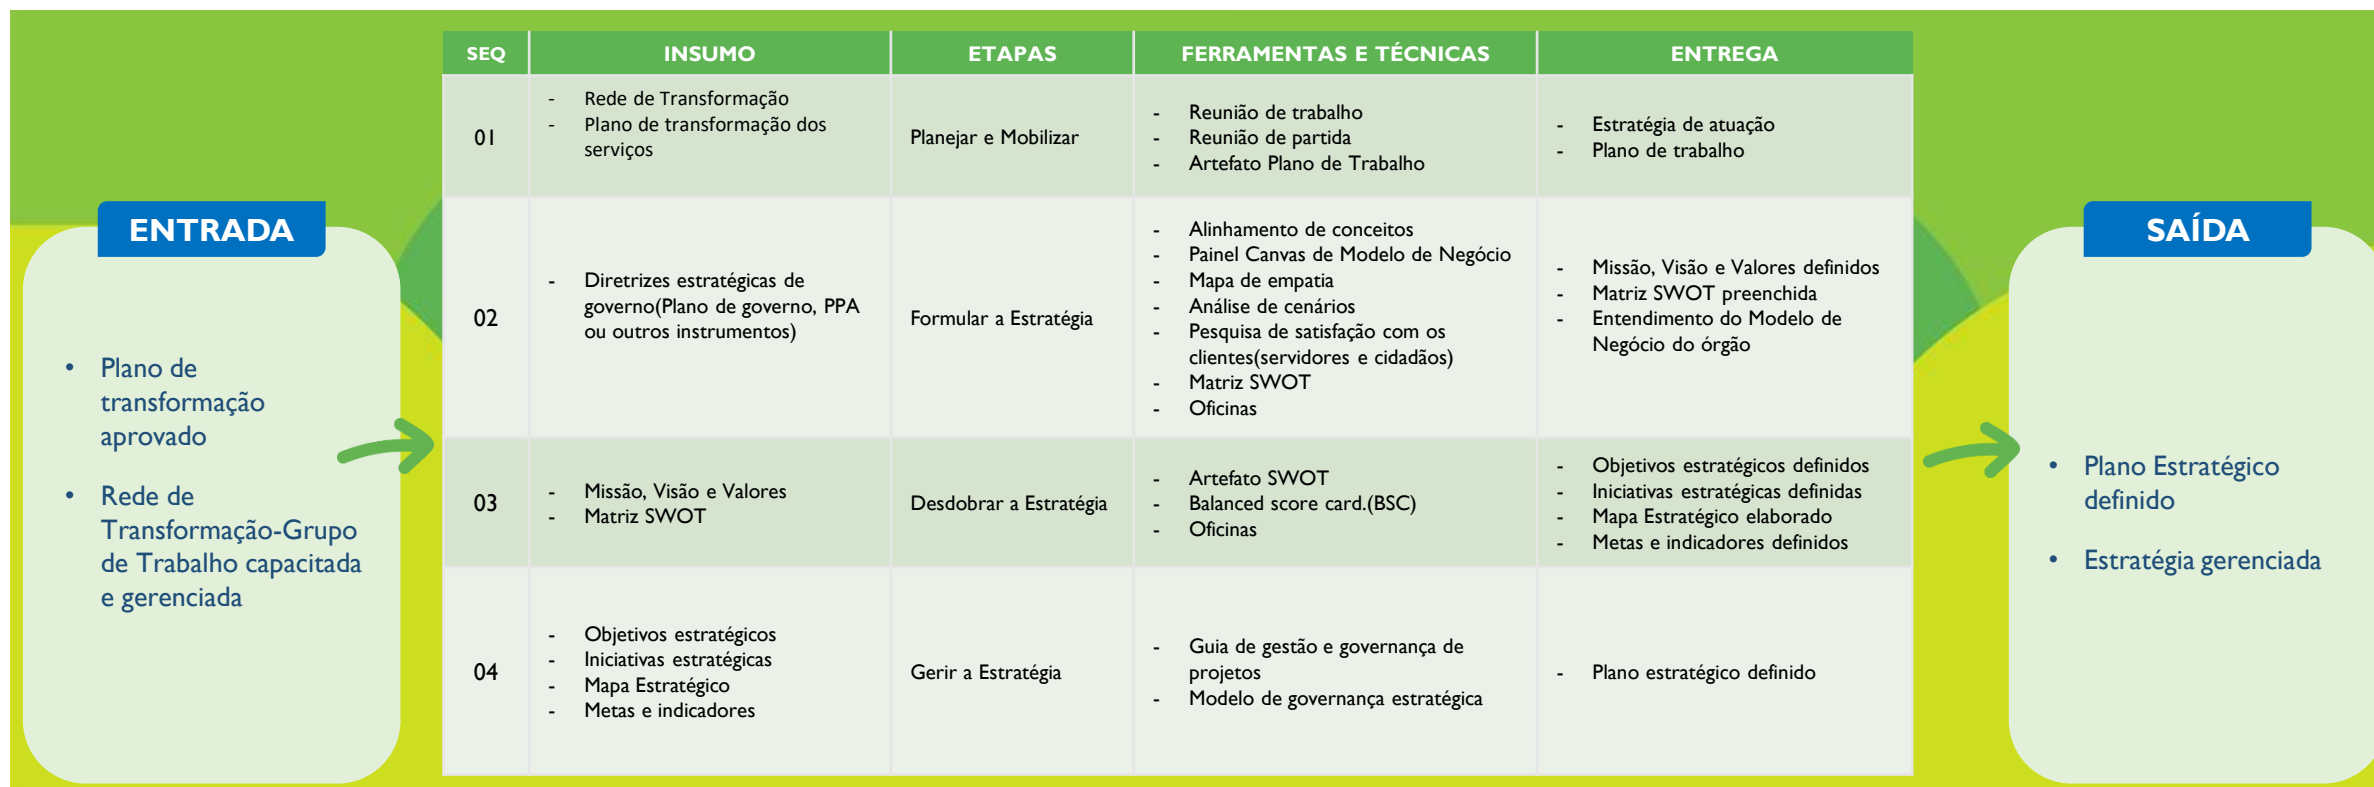 ENTRADA
• Plano de
transformação
aprovado
• Rede de
Transformação-Grupo
de Trabalho capacitada
e gerenciada
SEQ
INSUMO
ETAPAS
FERRAMENTAS E TÉCNICAS
ENTREGA
01
- Rede de Transformação
- Plano de transformação dos
serviços
Planejar e Mobilizar
- Reunião de trabalho
- Reunião de partida
- Artefato Plano de Trabalho
- Estratégia de atuação
- Plano de trabalho
02
- Diretrizes estratégicas de
governo(Plano de governo, PPA
ou outros instrumentos)
Formular a Estratégia
- Alinhamento de conceitos
- Painel Canvas de Modelo de Negócio
- Mapa de empatia
- Análise de cenários
- Pesquisa de satisfação com os
clientes(servidores e cidadãos)
- Matriz SWOT
- Oficinas
- Missão, Visão e Valores definidos
- Matriz SWOT preenchida
- Entendimento do Modelo de
Negócio do órgão
03
- Missão, Visão e Valores
- Matriz SWOT
Desdobrar a Estratégia
- Artefato SWOT
- Balanced score card.(BSC)
- Oficinas
- Objetivos estratégicos definidos
- Iniciativas estratégicas definidas
- Mapa Estratégico elaborado
- Metas e indicadores definidos
04
- Objetivos estratégicos
- Iniciativas estratégicas
- Mapa Estratégico
- Metas e indicadores
Gerir a Estratégia
- Guia de gestão e governança de
projetos
- Modelo de governança estratégica
- Plano estratégico definido
SAÍDA
• Plano Estratégico
definido
• Estratégia gerenciada